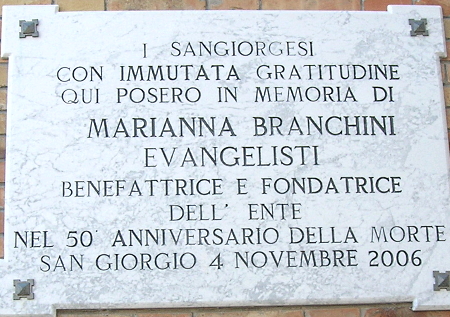 I SANGIORGESI
CON IMMUTATA GRATITUDINE
QUI POSERO IN MEMORIA DI
MARIANNA BRANCHINI
EVANGELISTI
BENEFATTRICE E FONDATRICE
DELL' ENTE
NEL 50° ANNIVERSARIO DELLA MORTE
SAN GIORGIO 4 NOVEMBRE 2006